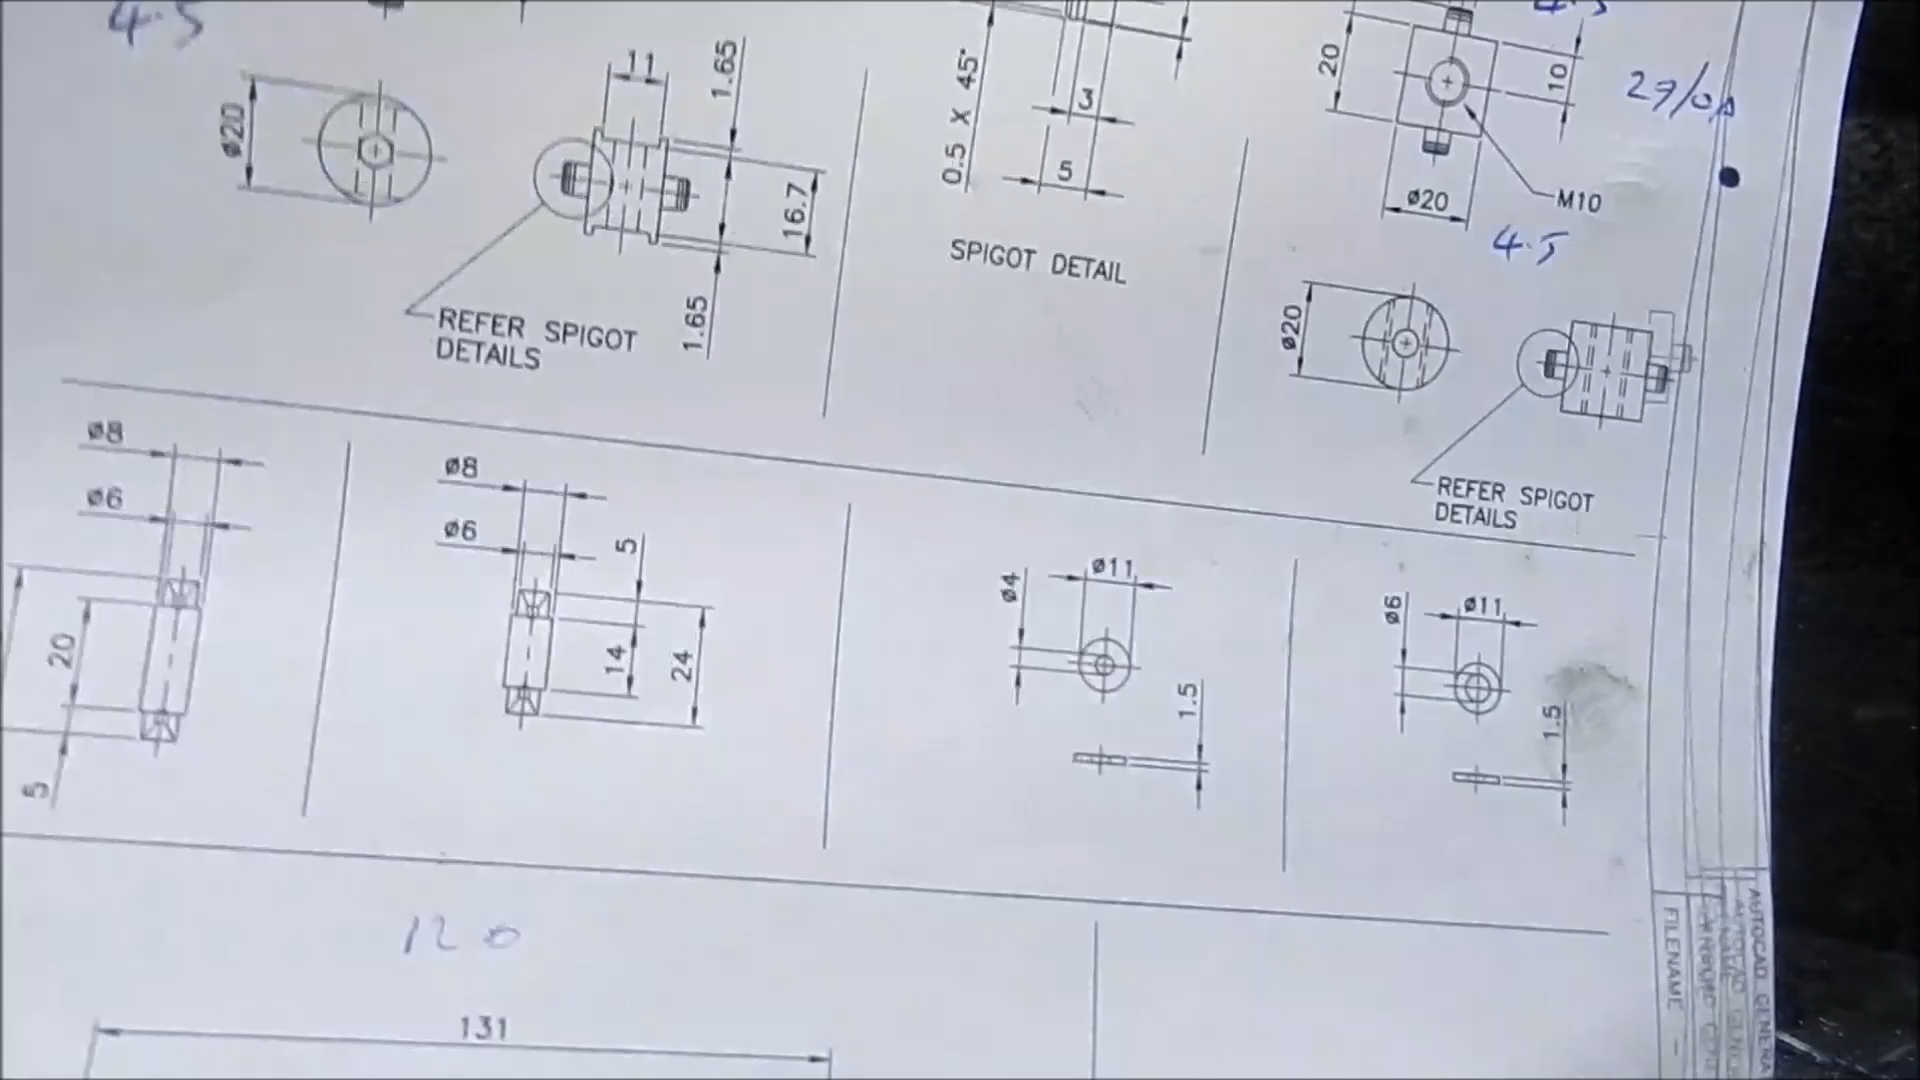 4.5
11
1.65
ø20
16.7
1.65
REFER SPIGOT
DETAILS
0.5 X 45°
3
5
SPIGOT DETAIL
20
10
ø20
M10
4.5
ø20
REFER SPIGOT
DETAILS
ø8
ø6
20
5
ø8
ø6
5
14
24
ø4
ø11
1.5
ø6
ø11
1.5
120
131
FILENAME -